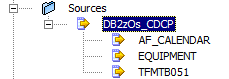 Sources
DB2zOs_CDCP
AF_CALENDAR
EQUIPMENT
TFMTB051